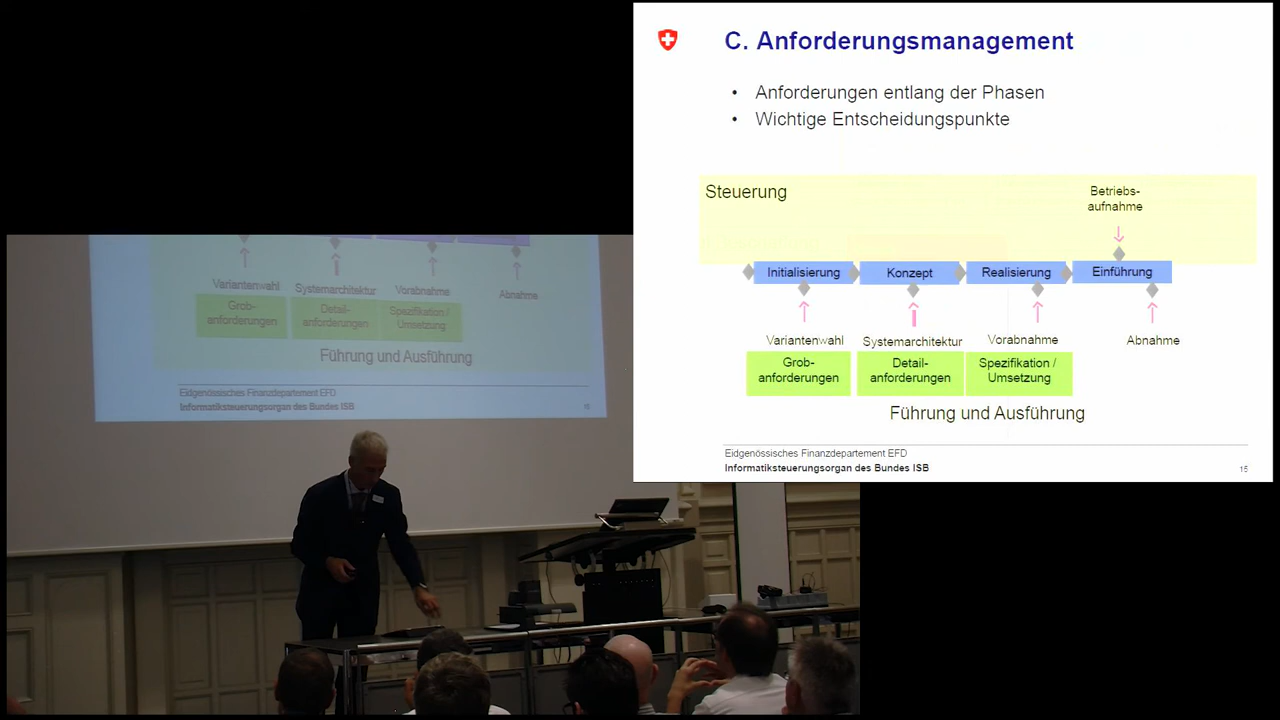 C. Anforderungsmanagement
• Anforderungen entlang der Phasen
• Wichtige Entscheidungspunkte
Steuerung
Betriebs-
aufnahme
Initialisierung
Konzept
Realisierung
Einführung
Variantenwahl
Systemarchitektur
Vorabnahme
Abnahme
Grob-
anforderungen
Detail-
anforderungen
Spezifikation /
Umsetzung
Führung und Ausführung
Eidgenössisches Finanzdepartement EFD
Informatiksteuerungsorgan des Bundes ISB
15
Variantenwahl
Systemarchitektur
Vorabnahme
Abnahme
Grob-
anforderungen
Detail-
anforderungen
Spezifikation /
Umsetzung
Führung und Ausführung
Eidgenössisches Finanzdepartement EFD
Informatiksteuerungsorgan des Bundes ISB